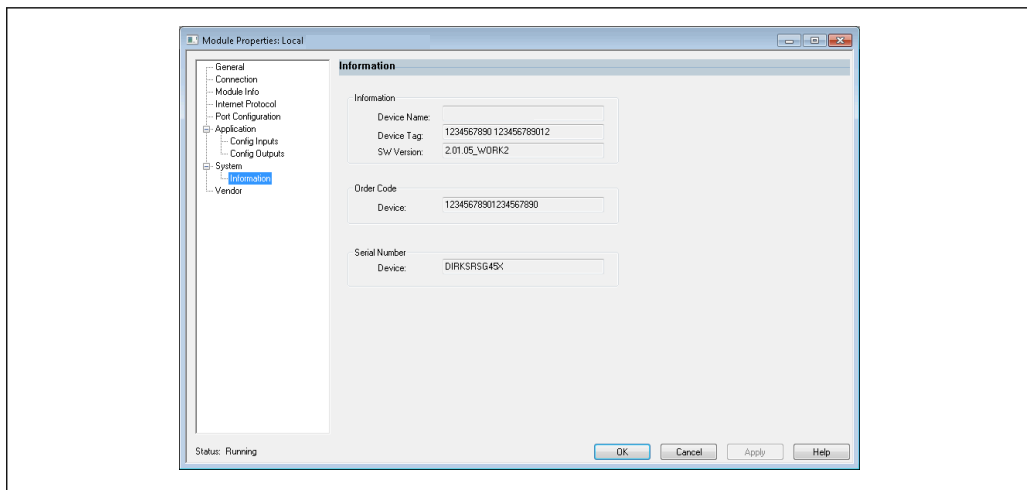 Module Properties: Local
General
Connection
Module Info
Internet Protocol
Port Configuration
Application
Config Inputs
Config Outputs
System
Information
Vendor
Information
Information
Device Name:
Device Tag: 1234567890 123456789012
SW Version: 2.01.05_WORK2
Order Code
Device: 12345678901234567890
Serial Number
Device: DIRKSRSG45X
Status: Running
OK Cancel Apply Help